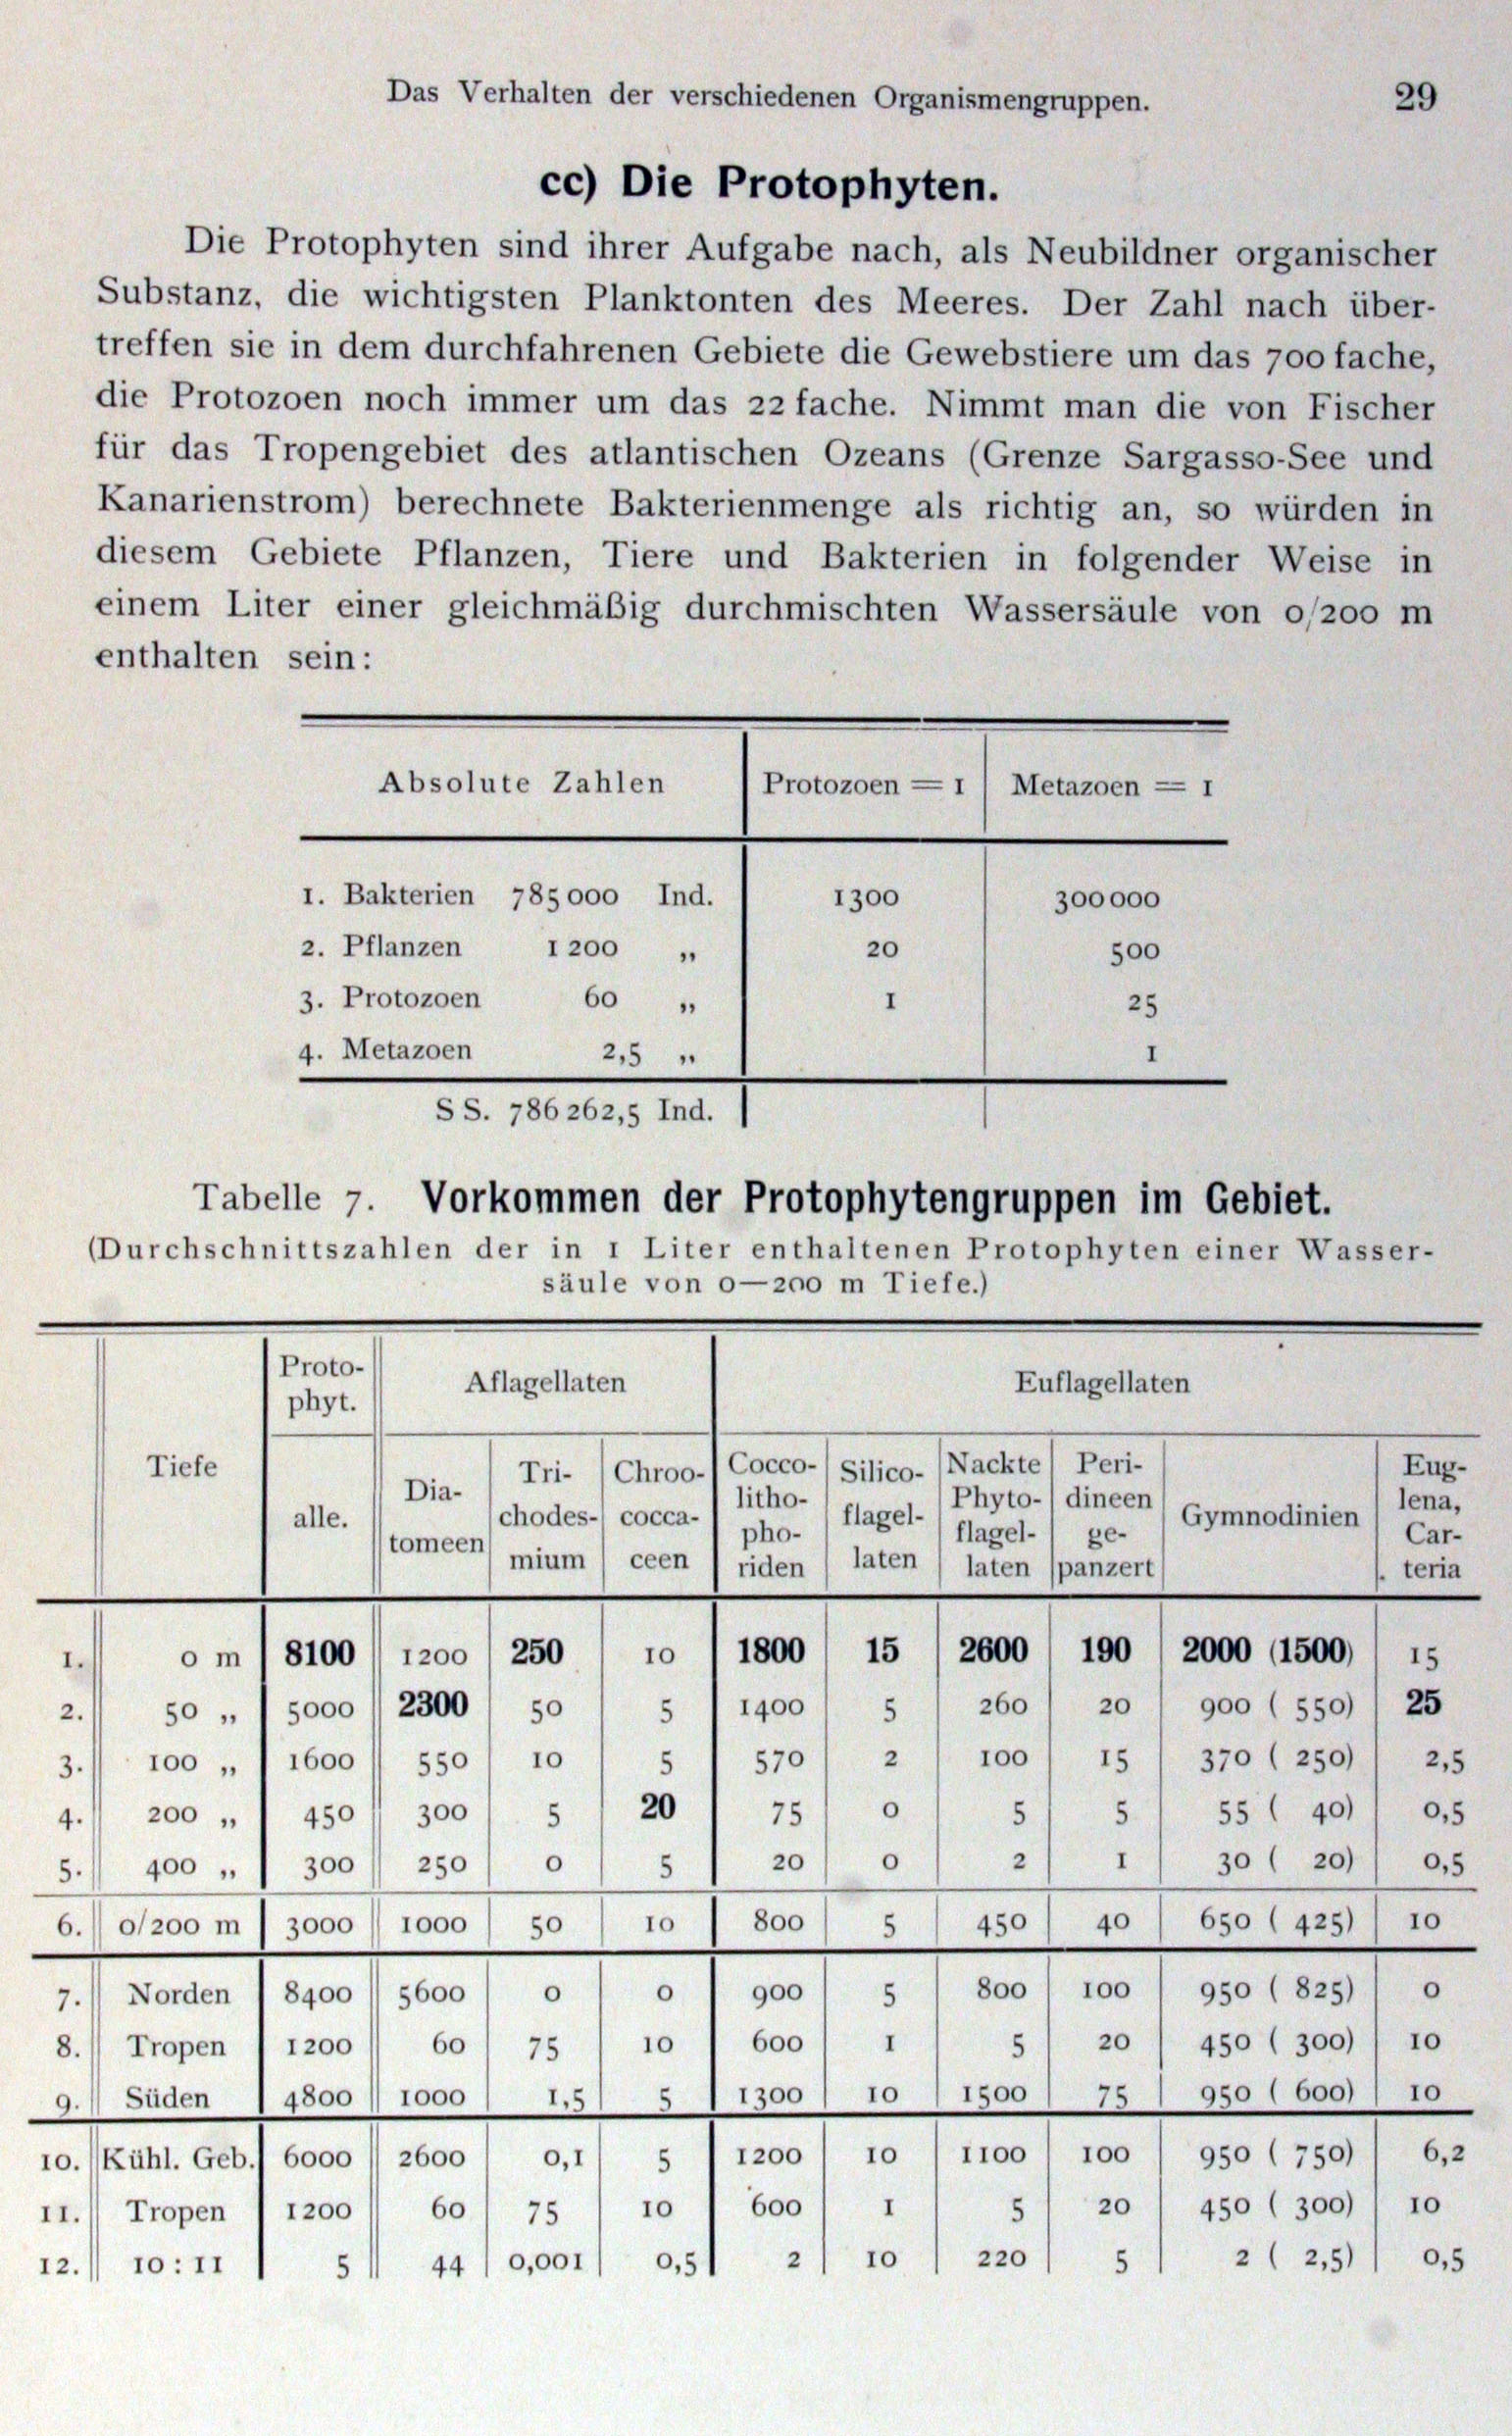 Das Verhalten der verschiedenen Organismengruppen. 29
cc) Die Protophyten.
Die Protophyten sind ihrer Aufgabe nach, als Neubildner organischer
Substanz, die wichtigsten Planktonten des Meeres. Der Zahl nach über-
treffen sie in dem durchfahrenen Gebiete die Gewebstiere um das 700 fache,
die Protozoen noch immer um das 22 fache. Nimmt man die von Fischer
für das Tropengebiet des atlantischen Ozeans (Grenze Sargasso-See und
Kanarienstrom) berechnete Bakterienmenge als richtig an, so würden in
diesem Gebiete Pflanzen, Tiere und Bakterien in folgender Weise in
einem Liter einer gleichmäßig durchmischten Wassersäule von 0/200 m
enthalten sein:
Absolute Zahlen Protozoen = 1 Metazoen = 1
1. Bakterien 785000 Ind. 1300 300000
2. Pflanzen 1200 „ 20 500
3. Protozoen 60 „ 1 25
4. Metazoen 2,5 „ 1
S S. 786262,5 Ind.
Tabelle 7. Vorkommen der Protophytengruppen im Gebiet.
(Durchschnittszahlen der in 1 Liter enthaltenen Protophyten einer Wasser-
säule von 0—200 m Tiefe.)
Tiefe
Proto-
phyt.
alle.
Aflagellaten
Euflagellaten
Dia-
tomeen
Tri-
chodes-
mium
Chroo-
cocca-
ceen
Cocco-
litho-
pho-
riden
Silico-
flagel-
laten
Nackte
Phyto-
flagel-
laten
Peri-
dineen
ge-
panzert
Gymnodinien
Eug-
lena,
Car-
teria
1. 0 m 8100 1200 250 10 1800 15 2600 190 2000 (1500) 15
2. 50 „ 5000 2300 50 5 1400 5 260 20 900 ( 550) 25
3. 100 „ 1600 550 10 5 570 2 100 15 370 ( 250) 2,5
4. 200 „ 450 300 5 20 75 0 5 5 55 ( 40) 0,5
5. 400 „ 300 250 0 5 20 0 2 1 30 ( 20) 0,5
6. 0/200 m 3000 1000 50 10 800 5 450 40 650 ( 425) 10
7. Norden 8400 5600 0 0 900 5 800 100 950 ( 825) 0
8. Tropen 1200 60 75 10 600 1 5 20 450 ( 300) 10
9. Süden 4800 1000 1,5 5 1300 10 1500 75 950 ( 600) 10
10. Kühl. Geb. 6000 2600 0,1 5 1200 10 1100 100 950 ( 750) 6,2
11. Tropen 1200 60 75 10 600 1 5 20 450 ( 300) 10
12. 10 : 11 5 44 0,001 0,5 2 10 220 5 2 ( 2,5) 0,5